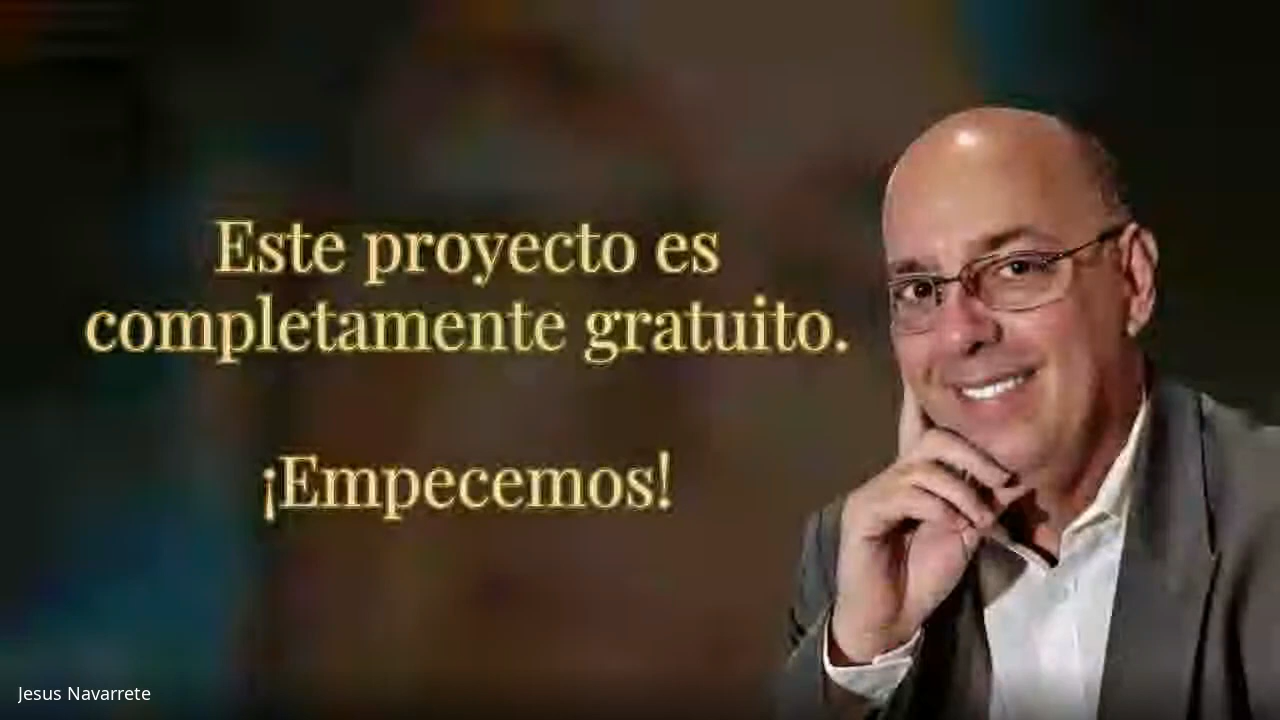 Este proyecto es
completamente gratuito.
¡Empecemos!
Jesus Navarrete